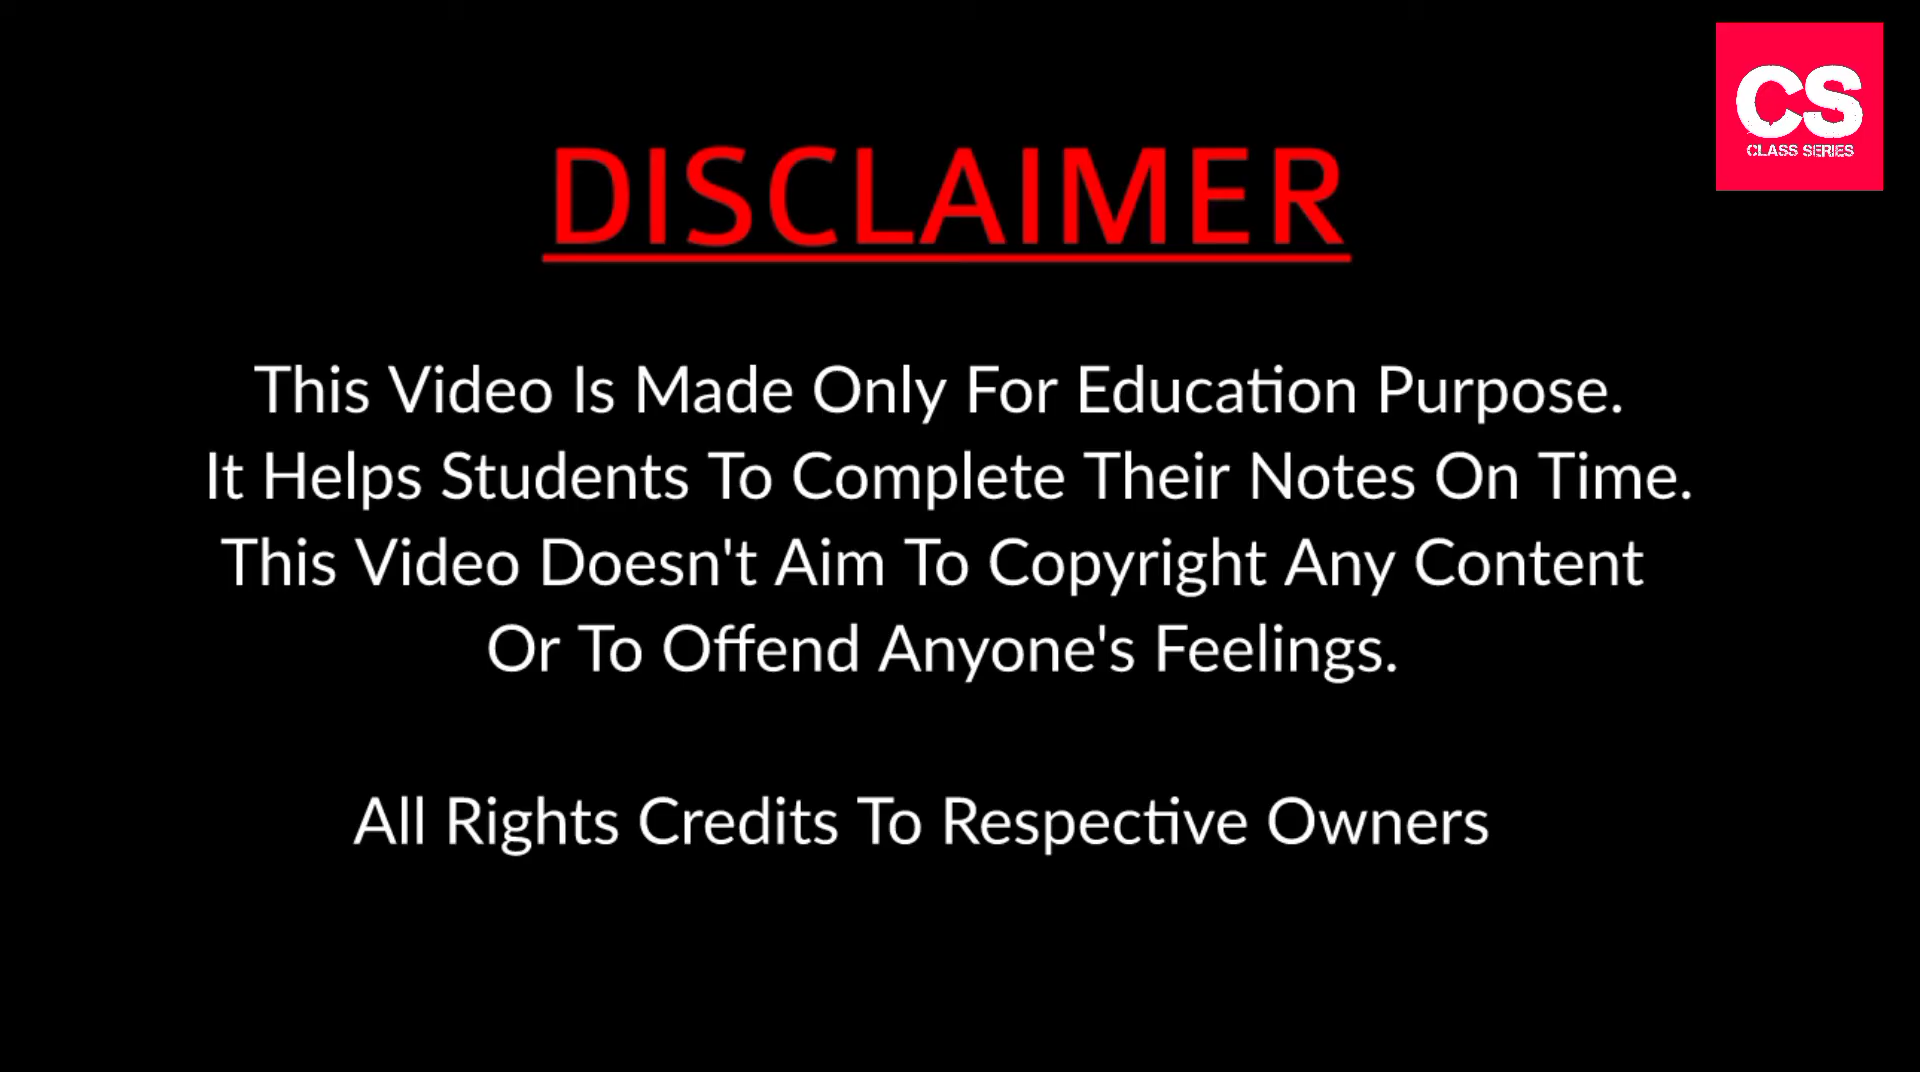 CS
CLASS SERIES
DISCLAIMER
This Video Is Made Only For Education Purpose.
It Helps Students To Complete Their Notes On Time.
This Video Doesn't Aim To Copyright Any Content
Or To Offend Anyone's Feelings.
All Rights Credits To Respective Owners